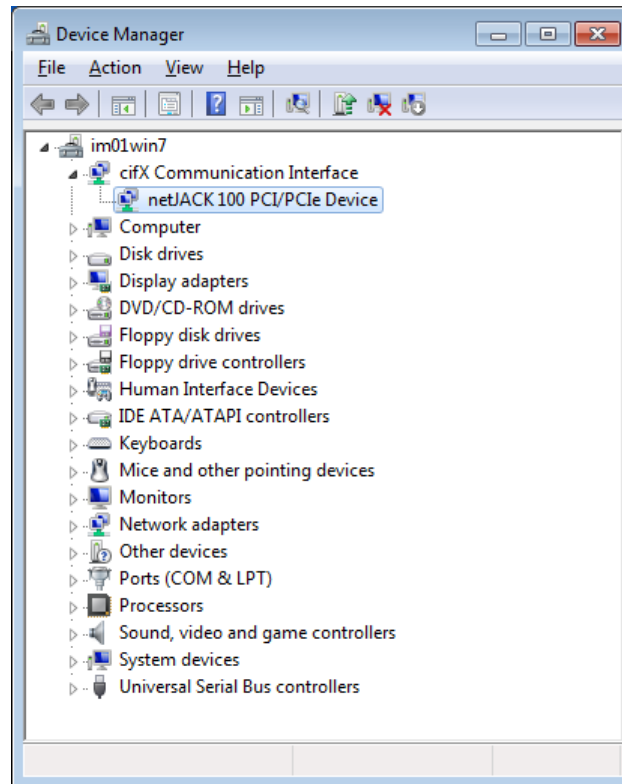 Device Manager
File Action View Help
im01win7
cifX Communication Interface
netJACK 100 PCI/PCIe Device
Computer
Disk drives
Display adapters
DVD/CD-ROM drives
Floppy disk drives
Floppy drive controllers
Human Interface Devices
IDE ATA/ATAPI controllers
Keyboards
Mice and other pointing devices
Monitors
Network adapters
Other devices
Ports (COM & LPT)
Processors
Sound, video and game controllers
System devices
Universal Serial Bus controllers